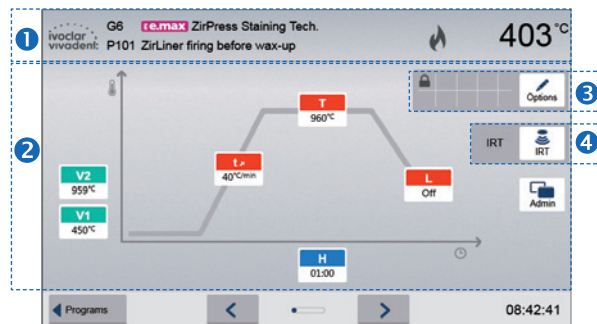 1
ivoclar
vivadent:
G6 IPS e.max ZirPress Staining Tech.
P101 ZirLiner firing before wax-up
403°C
2
3
Options
4
IRT
IRT
Admin
T
960°C
t↗
40°C/min
L
Off
V2
959°C
V1
450°C
H
01:00
Programs
<
>
08:42:41